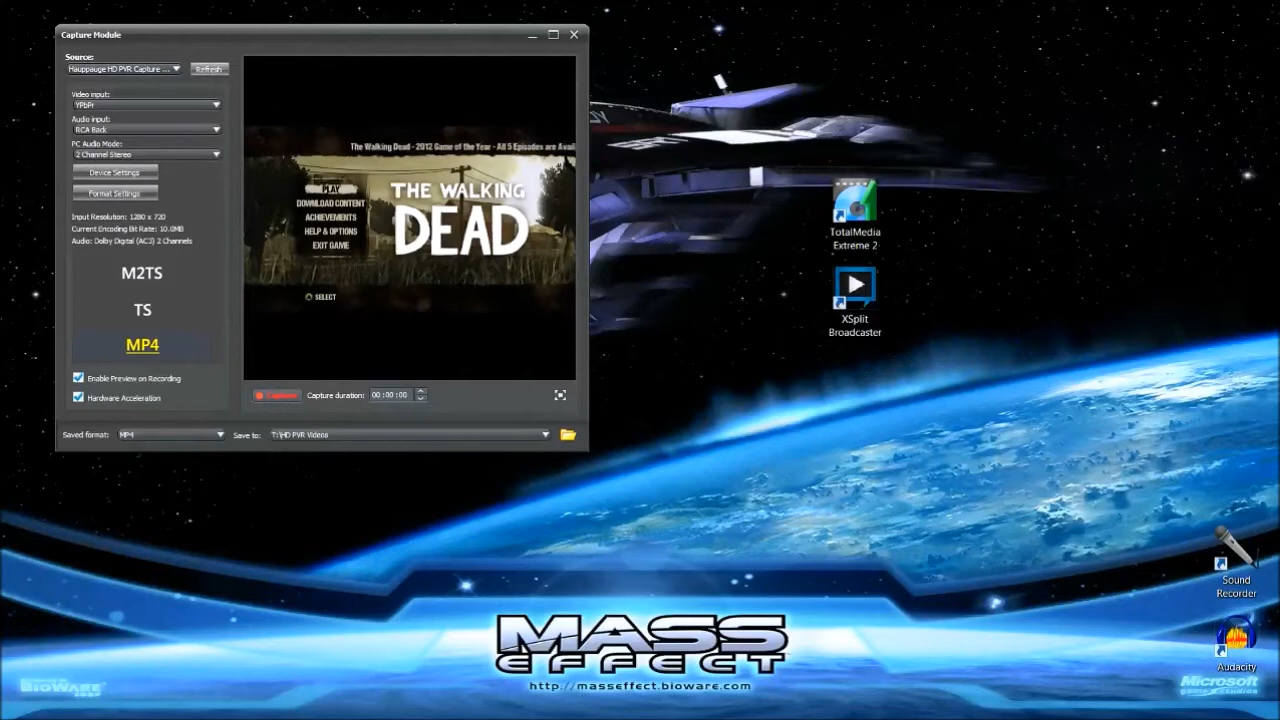 Capture Module
Source:
Hauppauge HD PVR Capture ...
Refresh
Video input:
YPbPr
Audio input:
RCA Back
PC Audio Mode:
2 Channel Stereo
Device Settings
Format Settings
Input Resolution: 1280 x 720
Current Encoding Bit Rate: 10.0MB
Audio: Dolby Digital (AC3) 2 Channels
M2TS
TS
MP4
Enable Preview on Recording
Hardware Acceleration
The Walking Dead - 2012 Game of the Year - All 5 Episodes are Avai
PLAY
DOWNLOAD CONTENT
ACHIEVEMENTS
HELP & OPTIONS
EXIT GAME
THE WALKING
DEAD
SELECT
Capture
Capture duration:
00 :00 : 00
Saved format:
MP4
Save to:
T:\HD PVR Videos
TotalMedia
Extreme 2
XSplit
Broadcaster
Sound
Recorder
Audacity
MASS
EFFECT
http://masseffect.bioware.com
BIOWARE
CORP
Microsoft
game studios